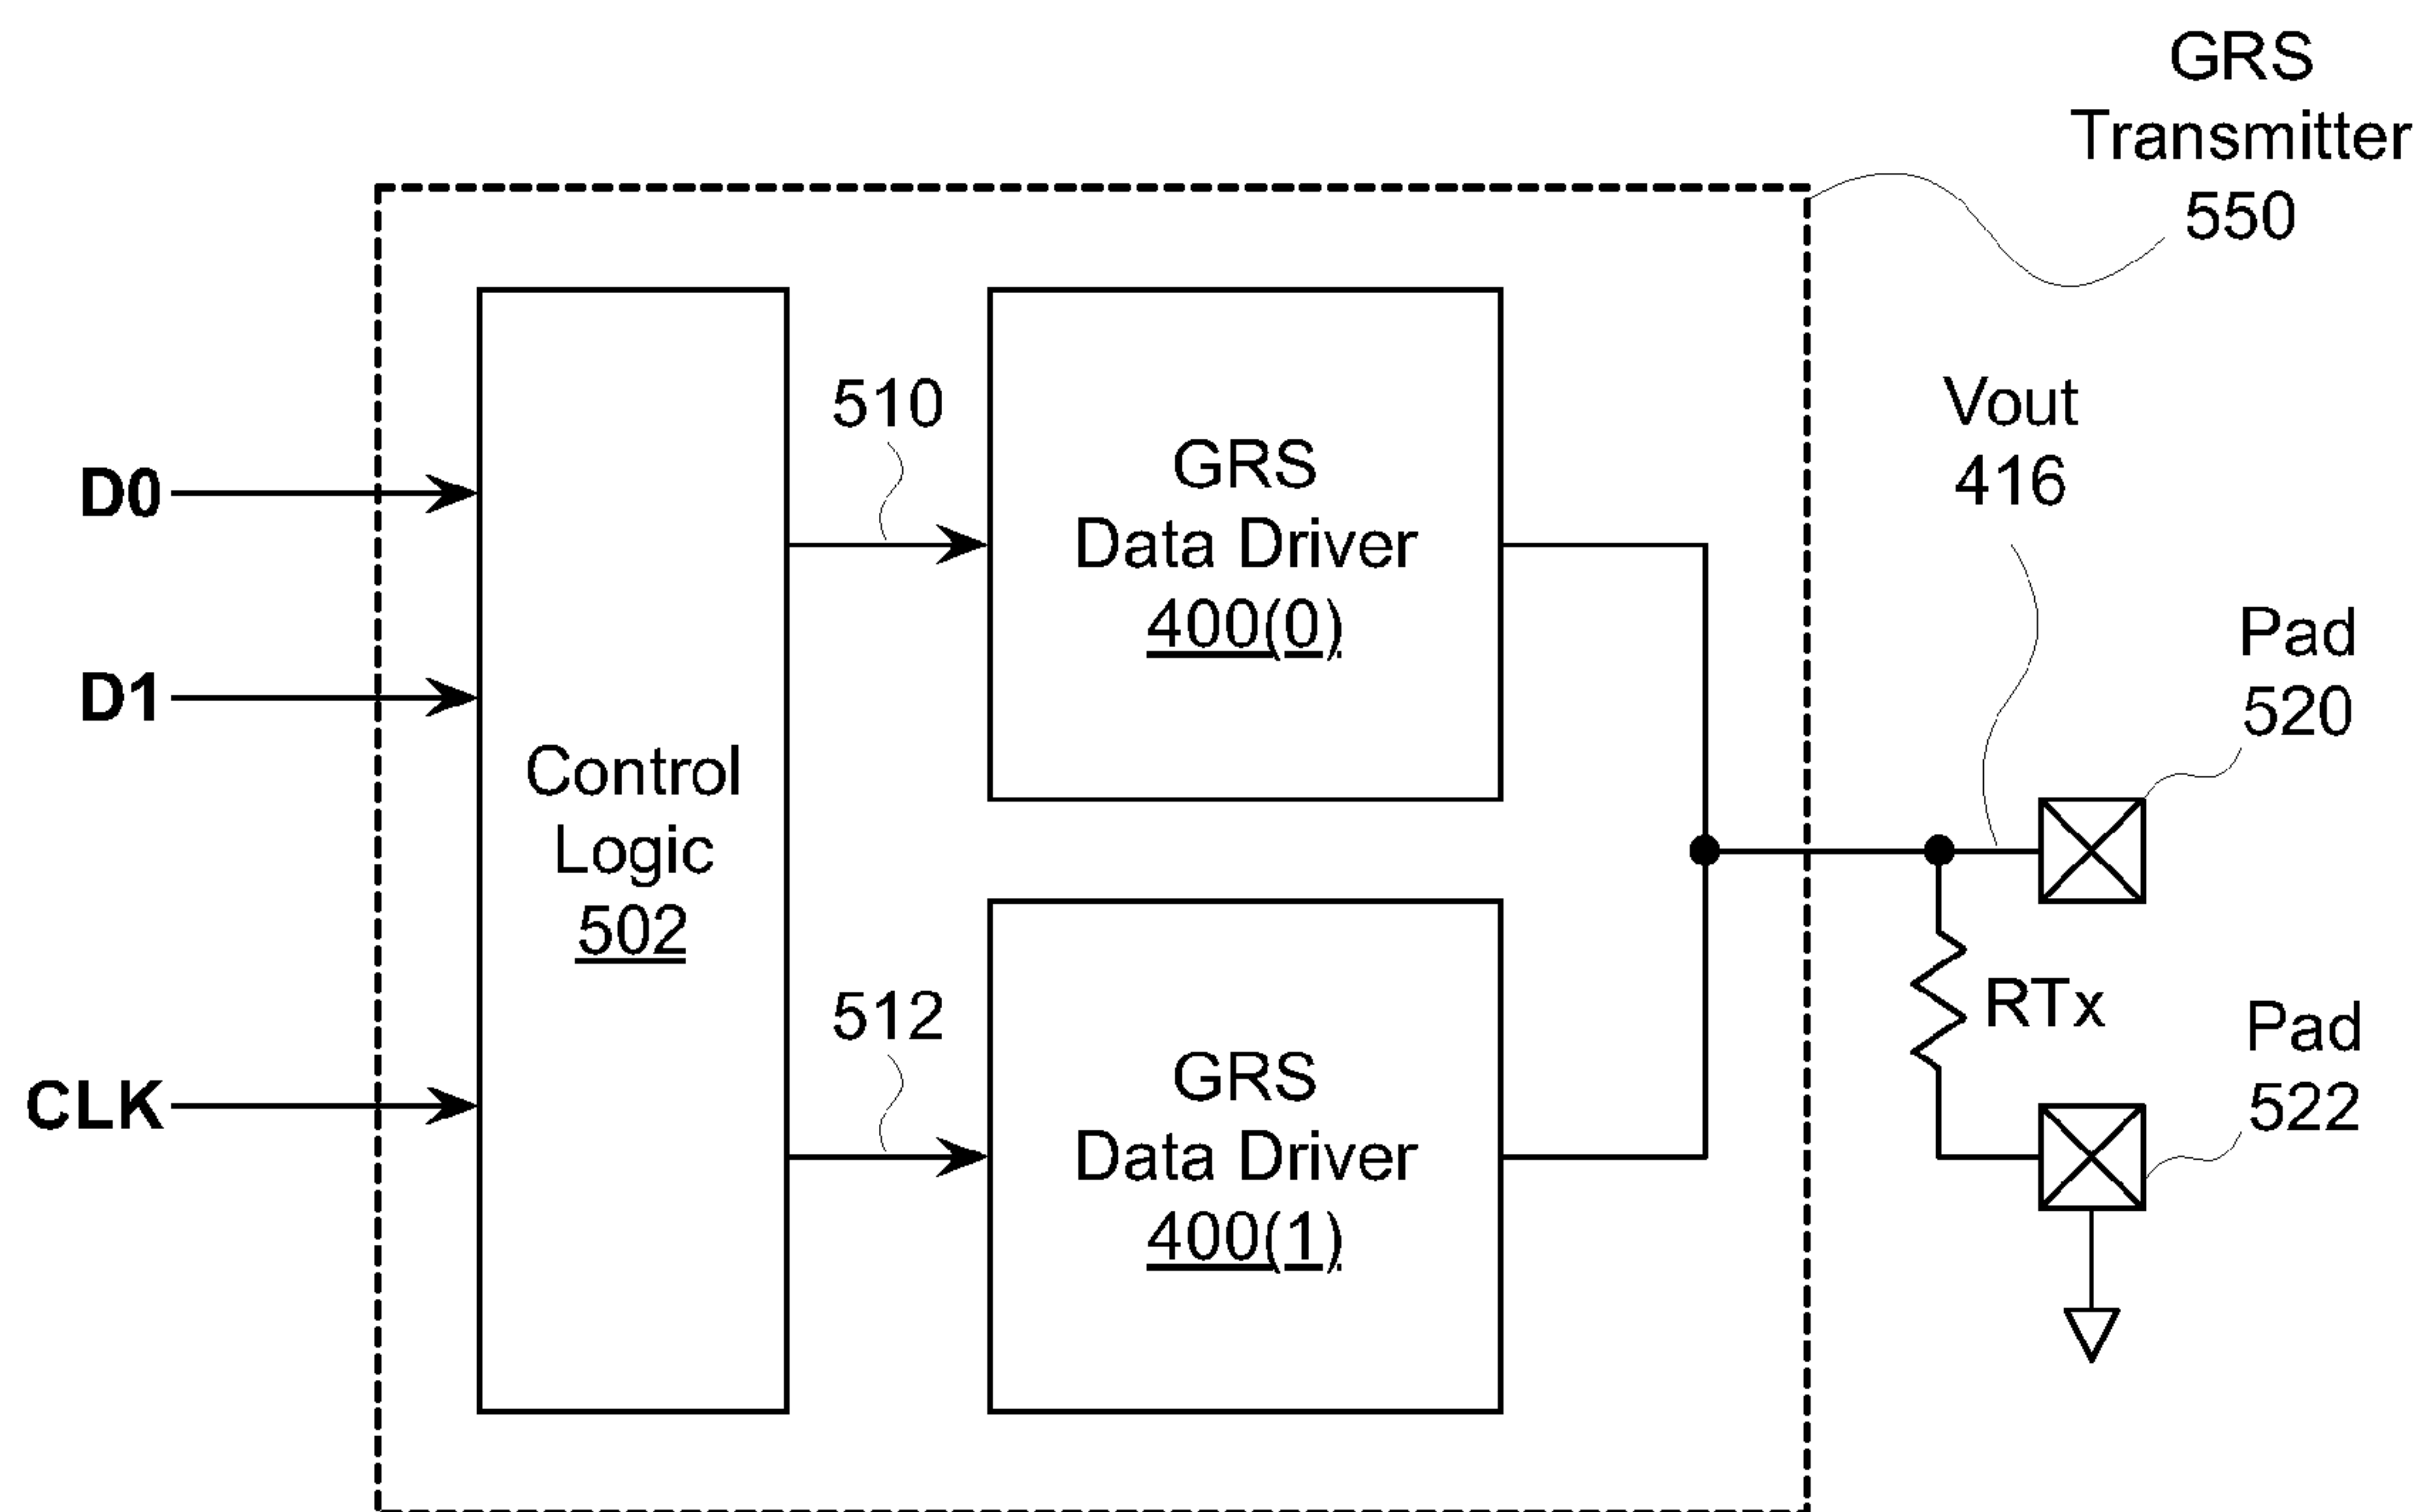 GRS
Transmitter
550
510
GRS
Data Driver
400(0)
Vout
416
D0
D1
Pad
520
Control
Logic
502
512
GRS
Data Driver
400(1)
RTx
Pad
522
CLK